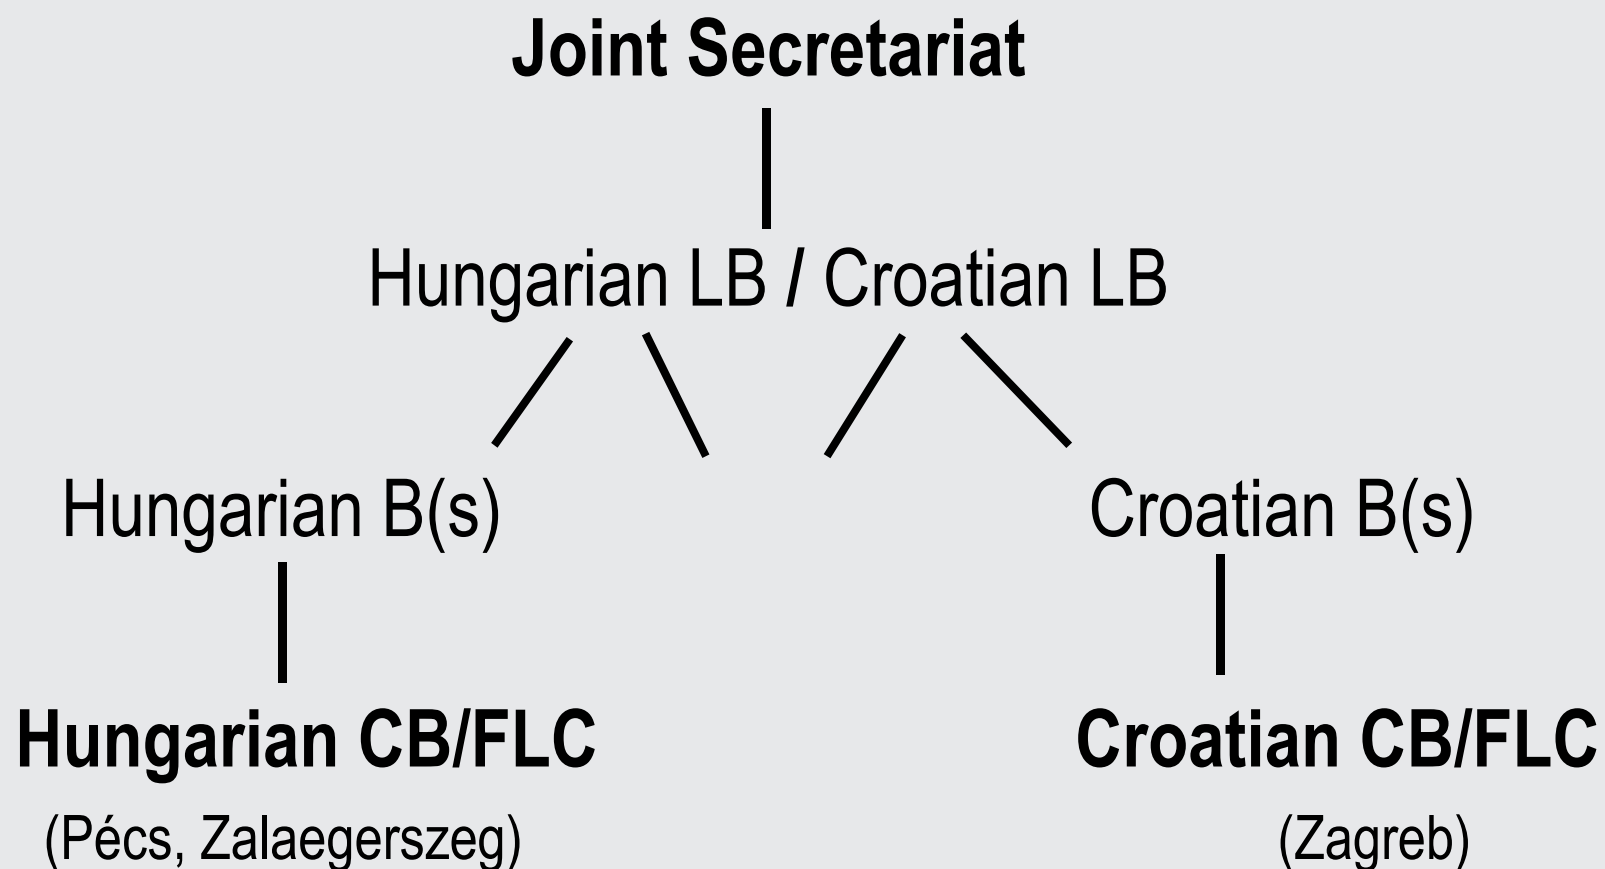 Joint Secretariat
Hungarian LB / Croatian LB
Hungarian B(s)
Croatian B(s)
Hungarian CB/FLC
Croatian CB/FLC
(Pécs, Zalaegerszeg)
(Zagreb)